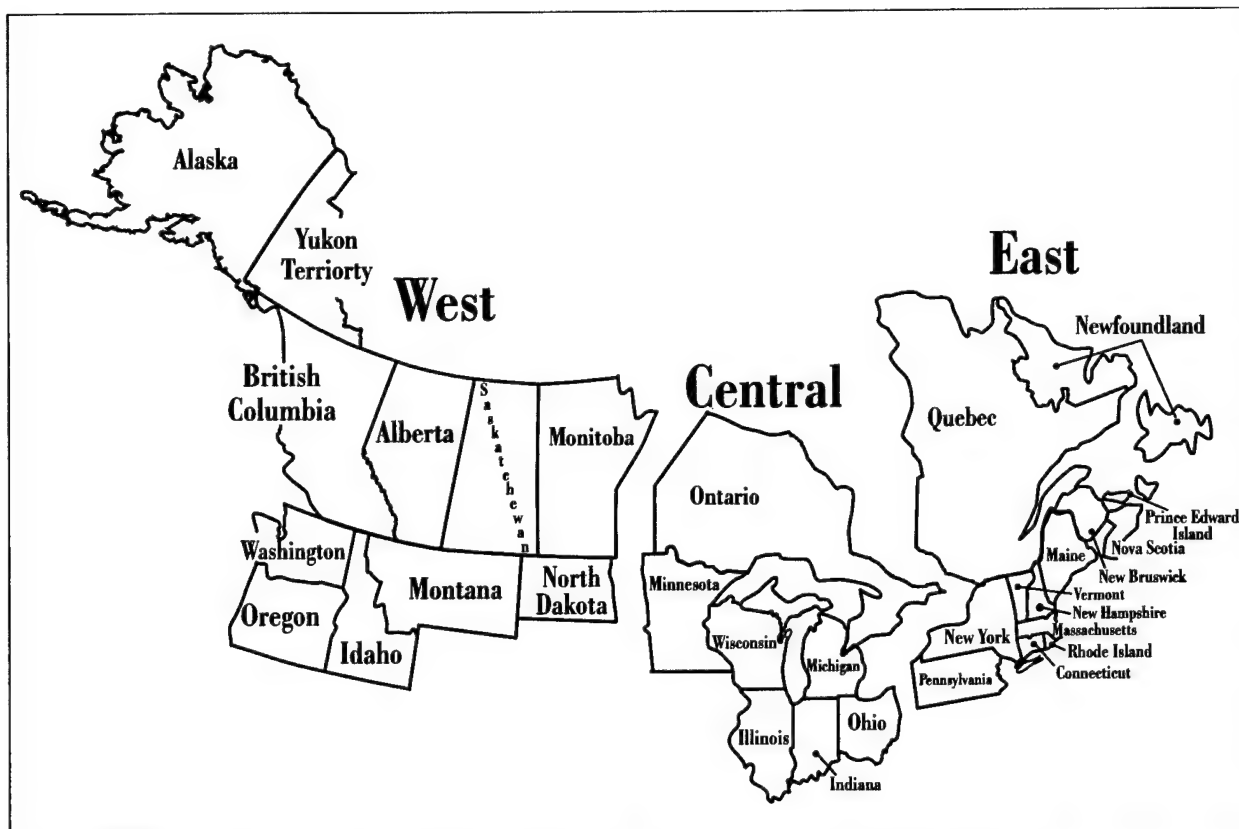 Alaska
Yukon
Terriorty
West
British
Columbia
Alberta
Saskatchewan
Monitoba
Washington
Oregon
Idaho
Montana
North
Dakota
Central
Ontario
Minnesota
Wisconsin
Michigan
Illinois
Indiana
Ohio
East
Newfoundland
Quebec
Prince Edward
Island
Nova Scotia
New Bruswick
Maine
Vermont
New Hampshire
Massachusetts
New York
Rhode Island
Connecticut
Pennsylvania